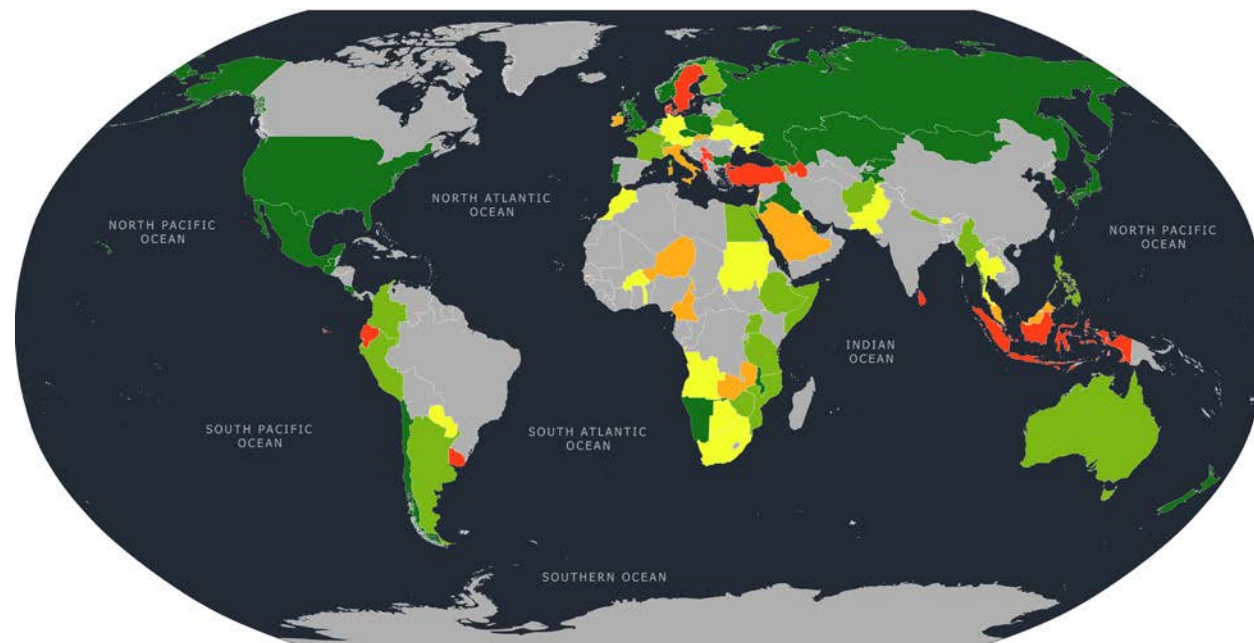 NORTH PACIFIC
OCEAN
NORTH ATLANTIC
OCEAN
NORTH PACIFIC
OCEAN
INDIAN
OCEAN
SOUTH PACIFIC
OCEAN
SOUTH ATLANTIC
OCEAN
SOUTHERN OCEAN